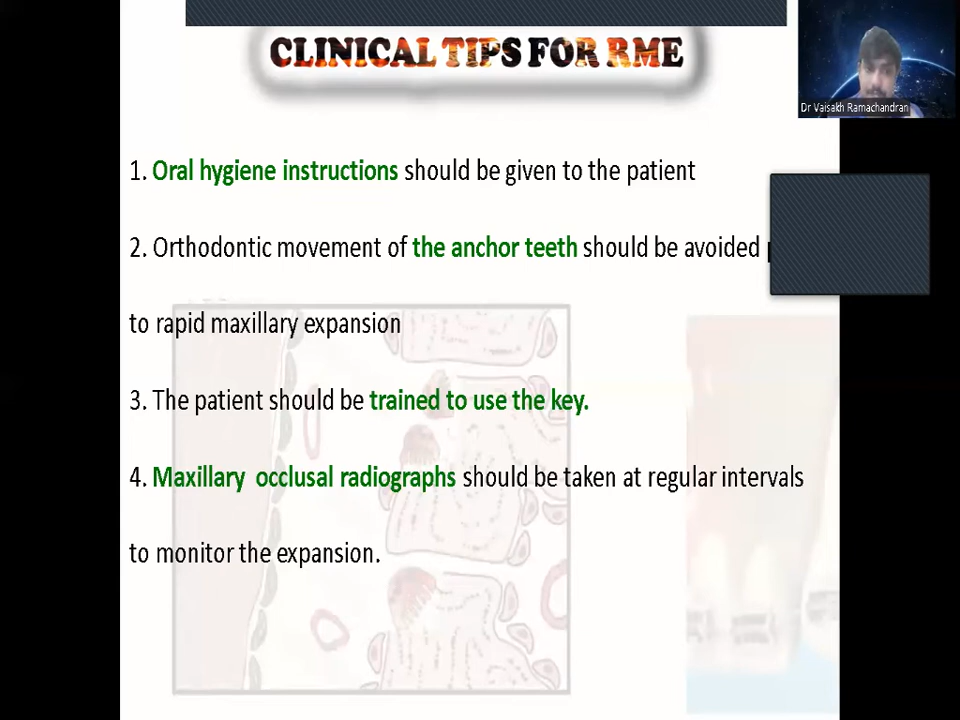 CLINICAL TIPS FOR RME
Dr Vaisakh Ramachandran
1. Oral hygiene instructions should be given to the patient
2. Orthodontic movement of the anchor teeth should be avoided
to rapid maxillary expansion
3. The patient should be trained to use the key.
4. Maxillary occlusal radiographs should be taken at regular intervals
to monitor the expansion.